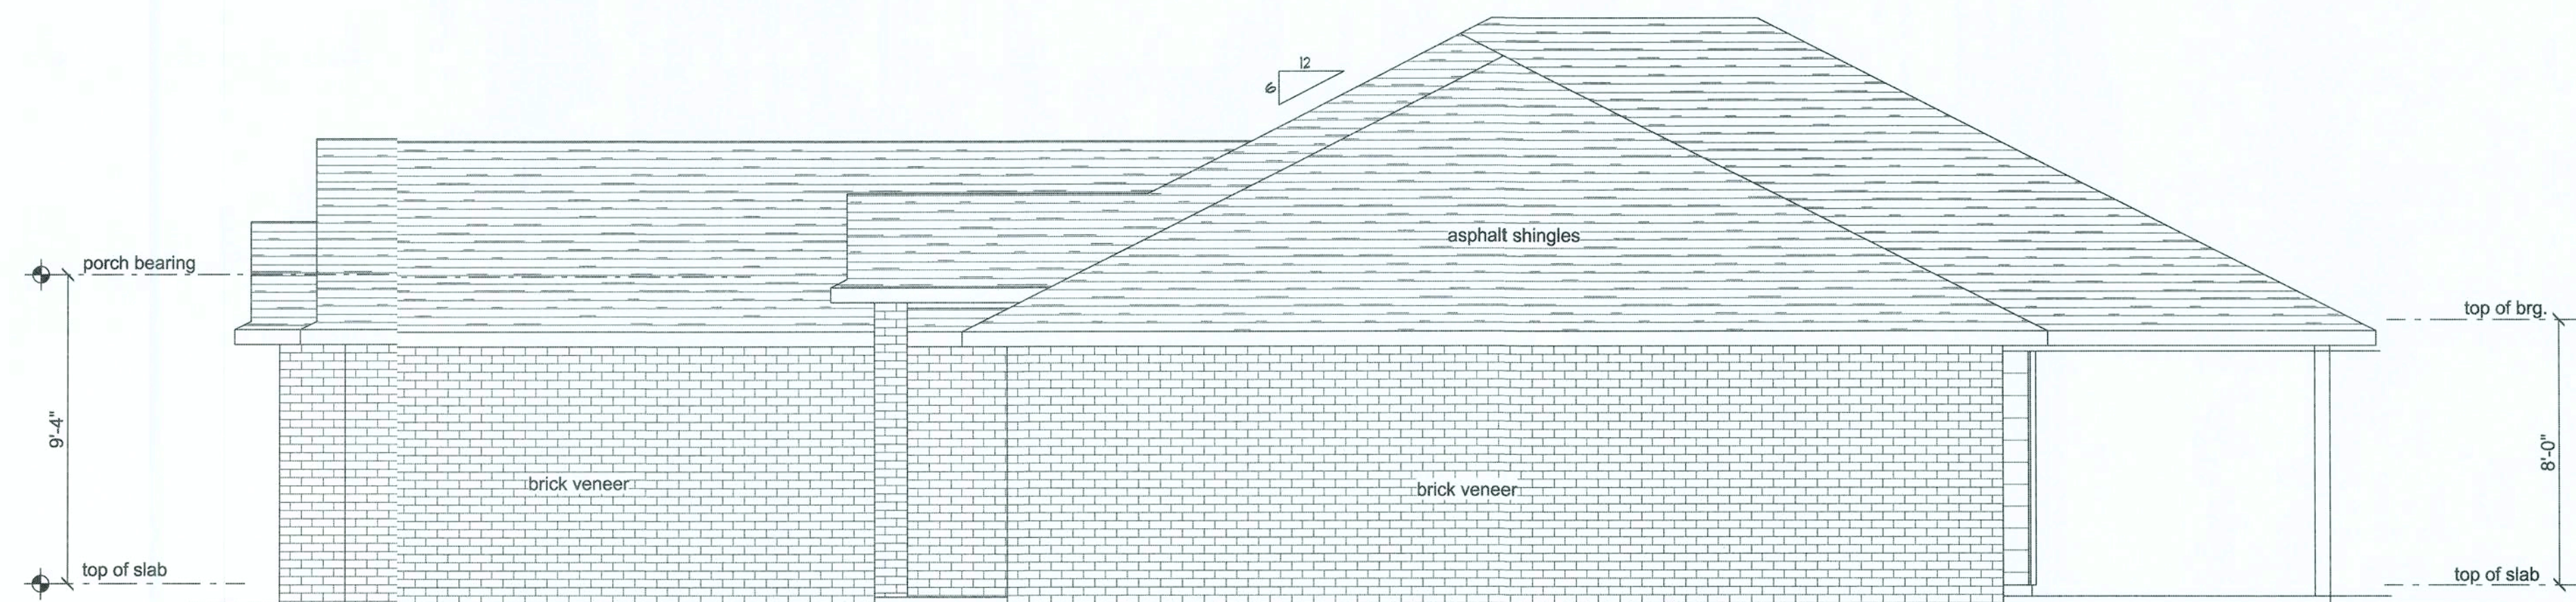 12
6
asphalt shingles
porch bearing
top of brg.
9'-4"
8'-0"
brick veneer
brick veneer
top of slab
top of slab